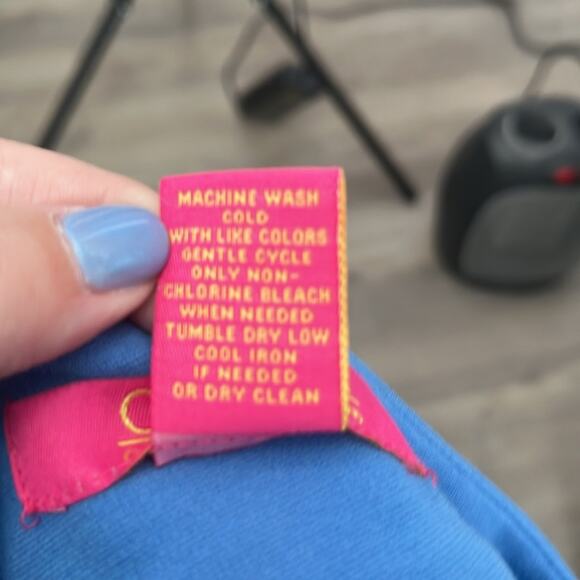 MACHINE WASH
COLD
WITH LIKE COLORS
GENTLE CYCLE
ONLY NON-
CHLORINE BLEACH
WHEN NEEDED
TUMBLE DRY LOW
COOL IRON
IF NEEDED
OR DRY CLEAN